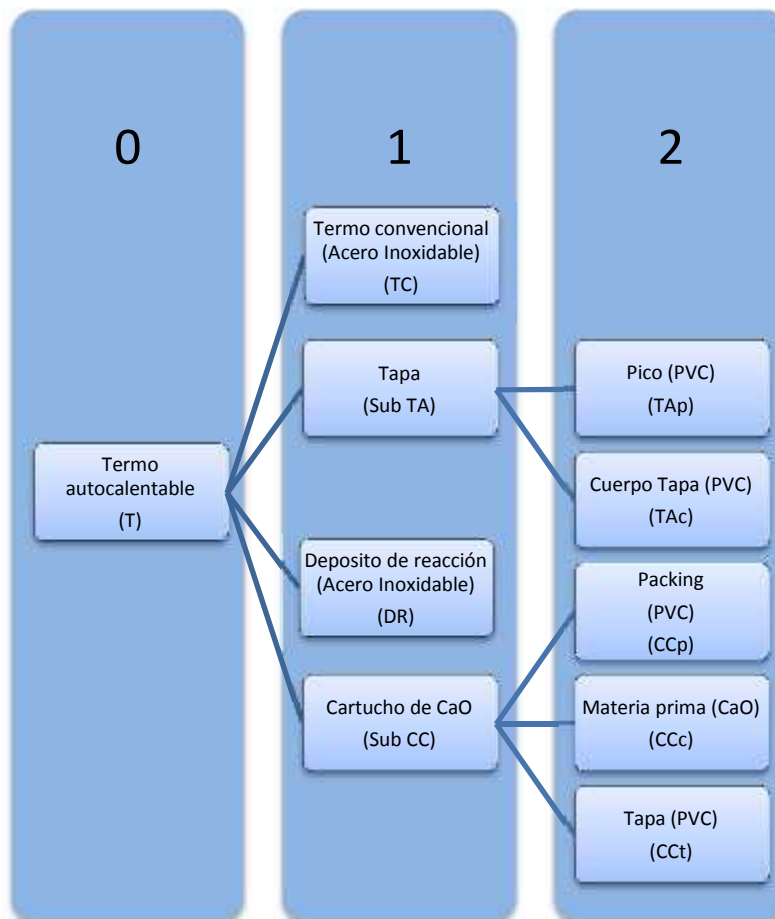 0
1
2
Termo autocalentable
(T)
Termo convencional
(Acero Inoxidable)
(TC)
Tapa
(Sub TA)
Deposito de reacción
(Acero Inoxidable)
(DR)
Cartucho de CaO
(Sub CC)
Pico (PVC)
(TAp)
Cuerpo Tapa (PVC)
(TAc)
Packing
(PVC)
(CCp)
Materia prima (CaO)
(CCc)
Tapa (PVC)
(CCt)